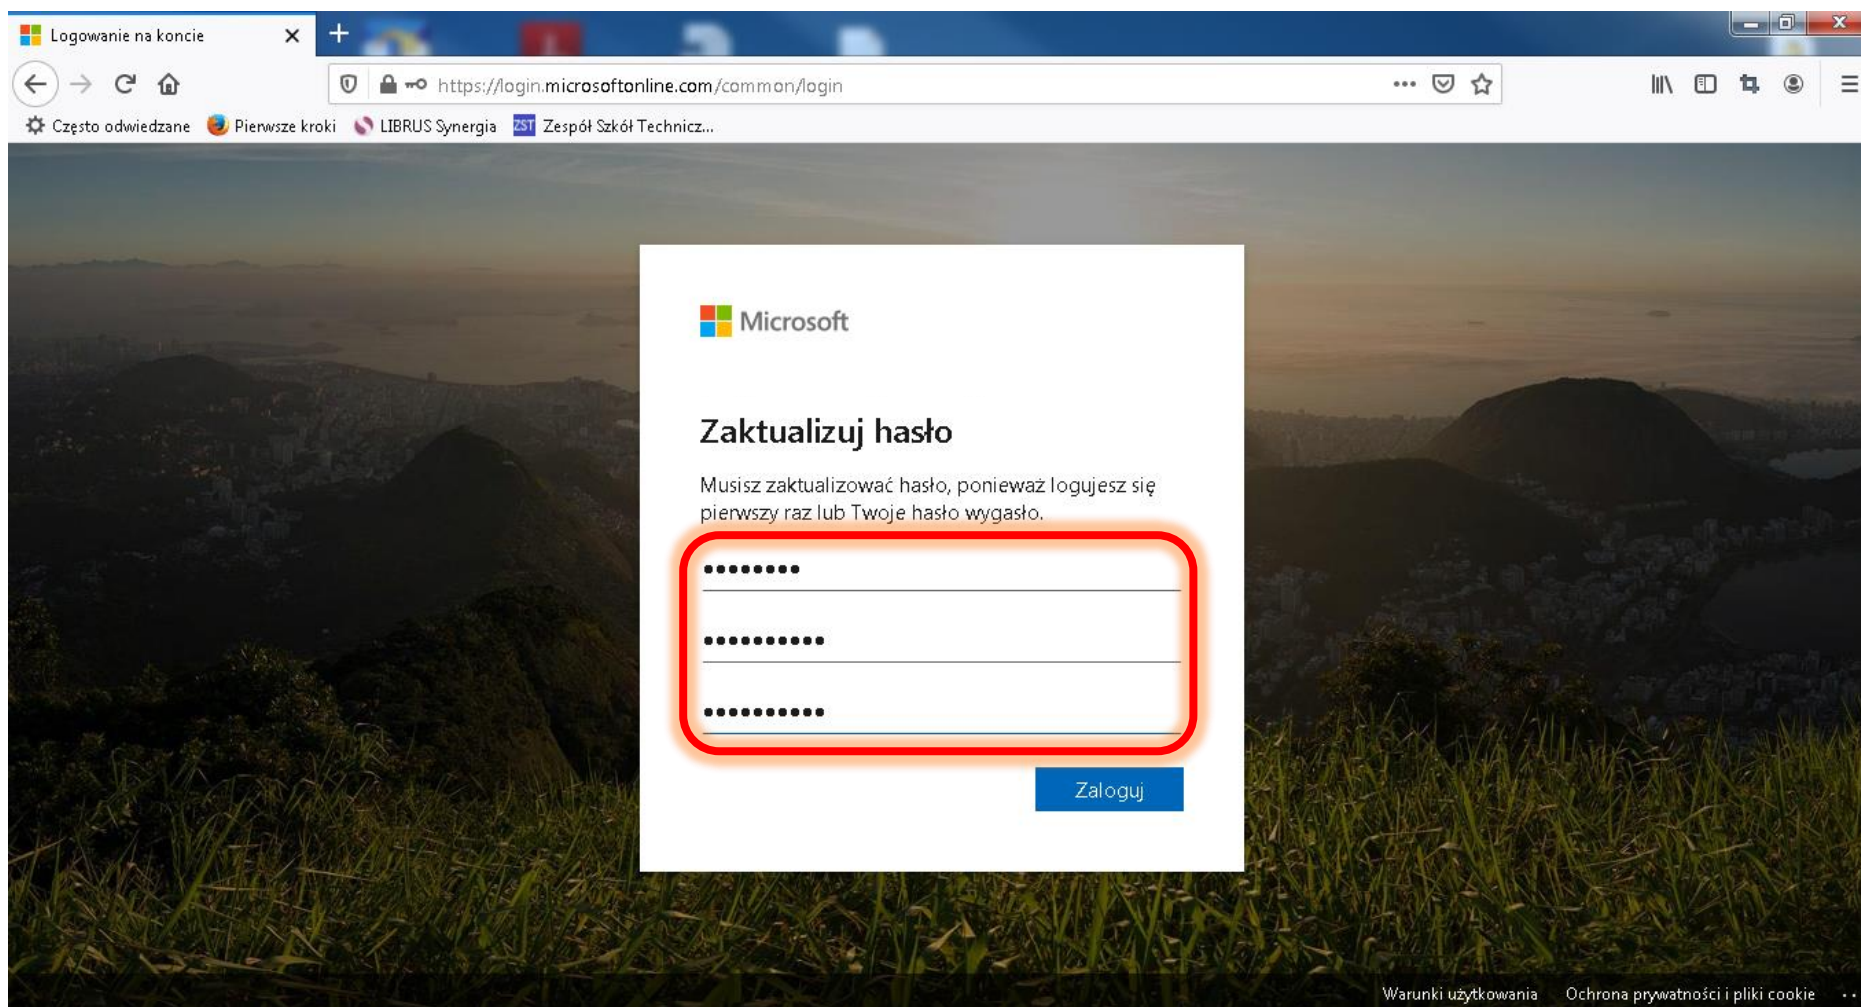 Logowanie na koncie
https://login.microsoftonline.com/common/login
Często odwiedzane Pierwsze kroki LIBRUS Synergia ZST Zespół Szkół Technicz...
Microsoft
Zaktualizuj hasło
Musisz zaktualizować hasło, ponieważ logujesz się
pierwszy raz lub Twoje hasło wygasło.
••••••••
••••••••••
••••••••••
Zaloguj
Warunki użytkowania Ochrona prywatności i pliki cookie